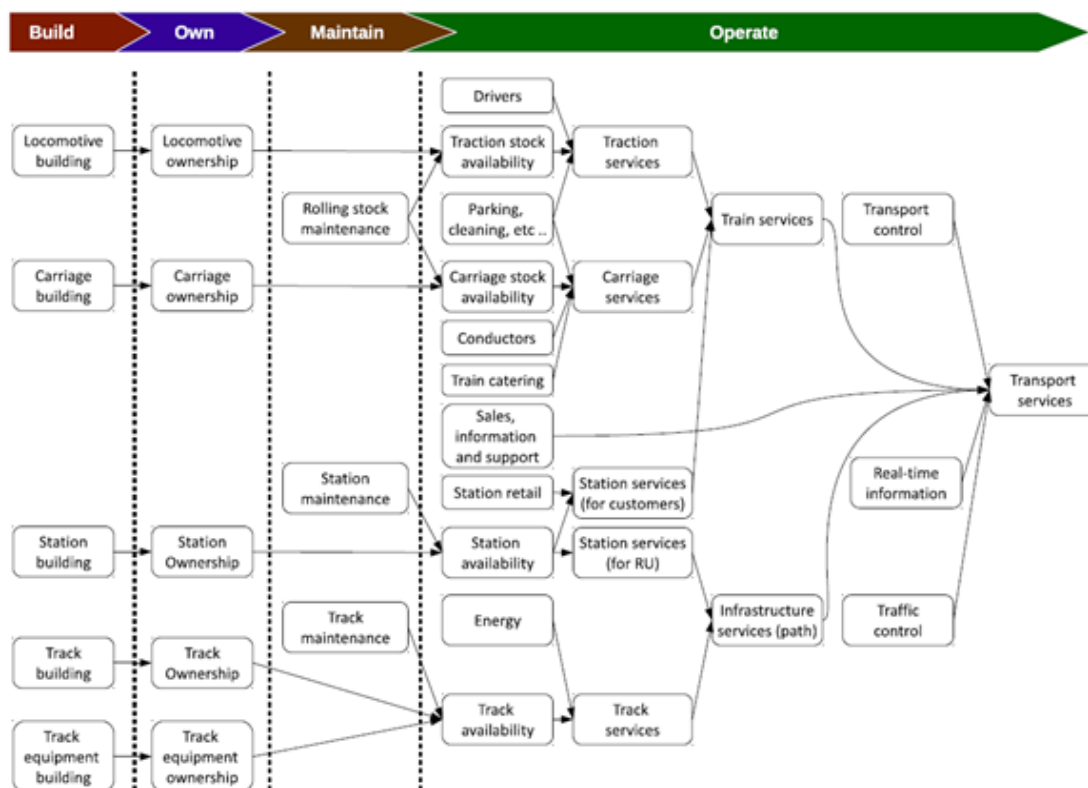 Build
Own
Maintain
Operate
Drivers
Locomotive
building
Locomotive
ownership
Traction stock
availability
Traction
services
Rolling stock
maintenance
Parking,
cleaning, etc ..
Train services
Transport
control
Carriage
building
Carriage
ownership
Carriage stock
availability
Carriage
services
Conductors
Train catering
Transport
services
Sales,
information
and support
Station
maintenance
Station retail
Station services
(for customers)
Real-time
information
Station
building
Station
Ownership
Station
availability
Station services
(for RU)
Track
maintenance
Energy
Infrastructure
services (path)
Traffic
control
Track
building
Track
Ownership
Track
availability
Track
services
Track
equipment
building
Track
equipment
ownership